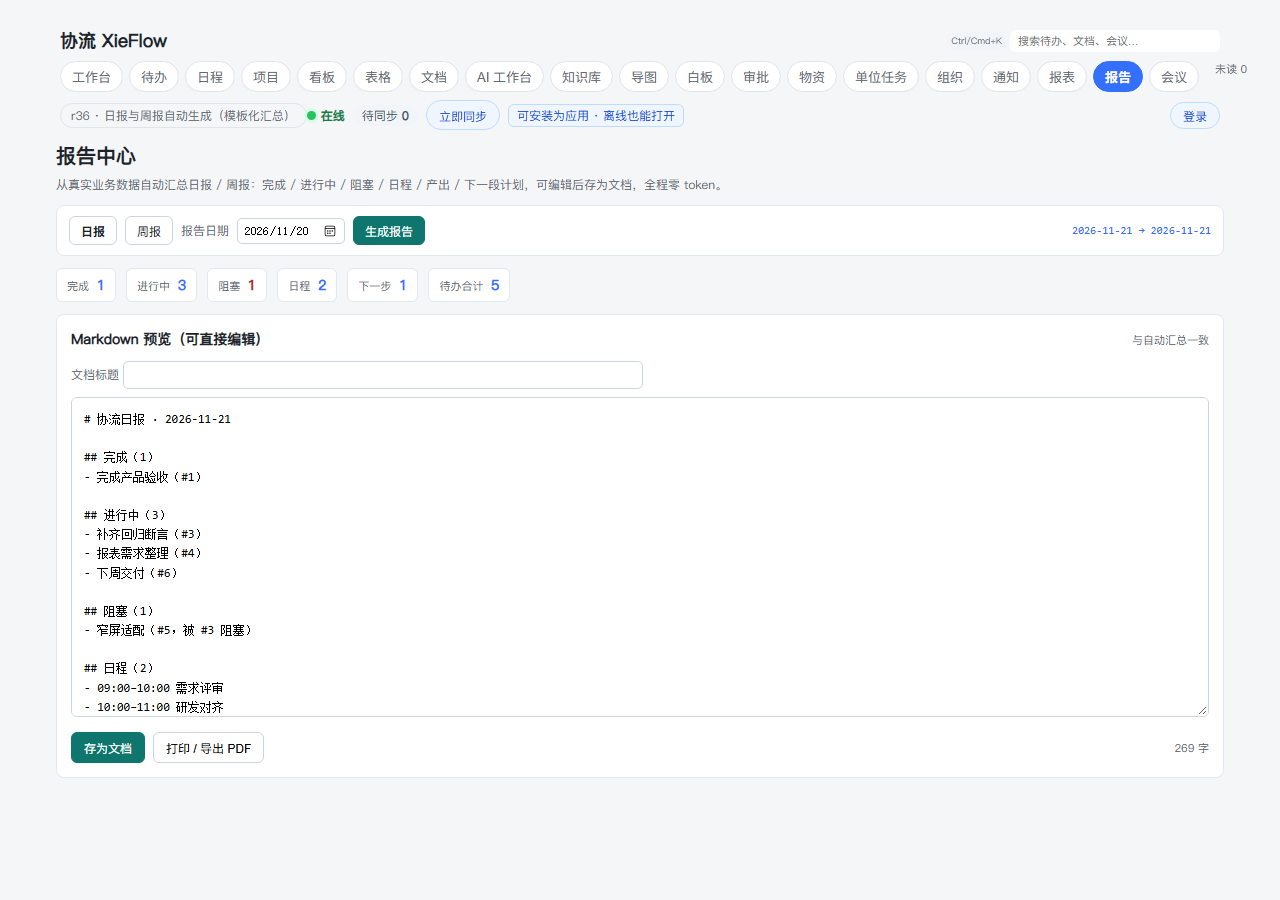 协流 XieFlow
Ctrl/Cmd+K 搜索待办、文档、会议...
工作台 待办 日程 项目 看板 表格 文档 AI 工作台 知识库 导图 白板 审批 物资 单位任务 组织 通知 报表 报告 会议 未读 0
r36 · 日报与周报自动生成（模板化汇总） 在线 待同步 0 立即同步 可安装为应用 · 离线也能打开 登录
报告中心
从真实业务数据自动汇总日报 / 周报：完成 / 进行中 / 阻塞 / 日程 / 产出 / 下一段计划，可编辑后存为文档，全程零 token。
日报 周报 报告日期 2026/11/20 生成报告 2026-11-21 → 2026-11-21
完成 1 进行中 3 阻塞 1 日程 2 下一步 1 待办合计 5
Markdown 预览（可直接编辑） 与自动汇总一致
文档标题
# 协流日报 · 2026-11-21
## 完成（1）
- 完成产品验收（#1）
## 进行中（3）
- 补齐回归断言（#3）
- 报表需求整理（#4）
- 下周交付（#6）
## 阻塞（1）
- 窄屏适配（#5，被 #3 阻塞）
## 日程（2）
- 09:00–10:00 需求评审
- 10:00–11:00 研发对齐
存为文档 打印 / 导出 PDF 269 字